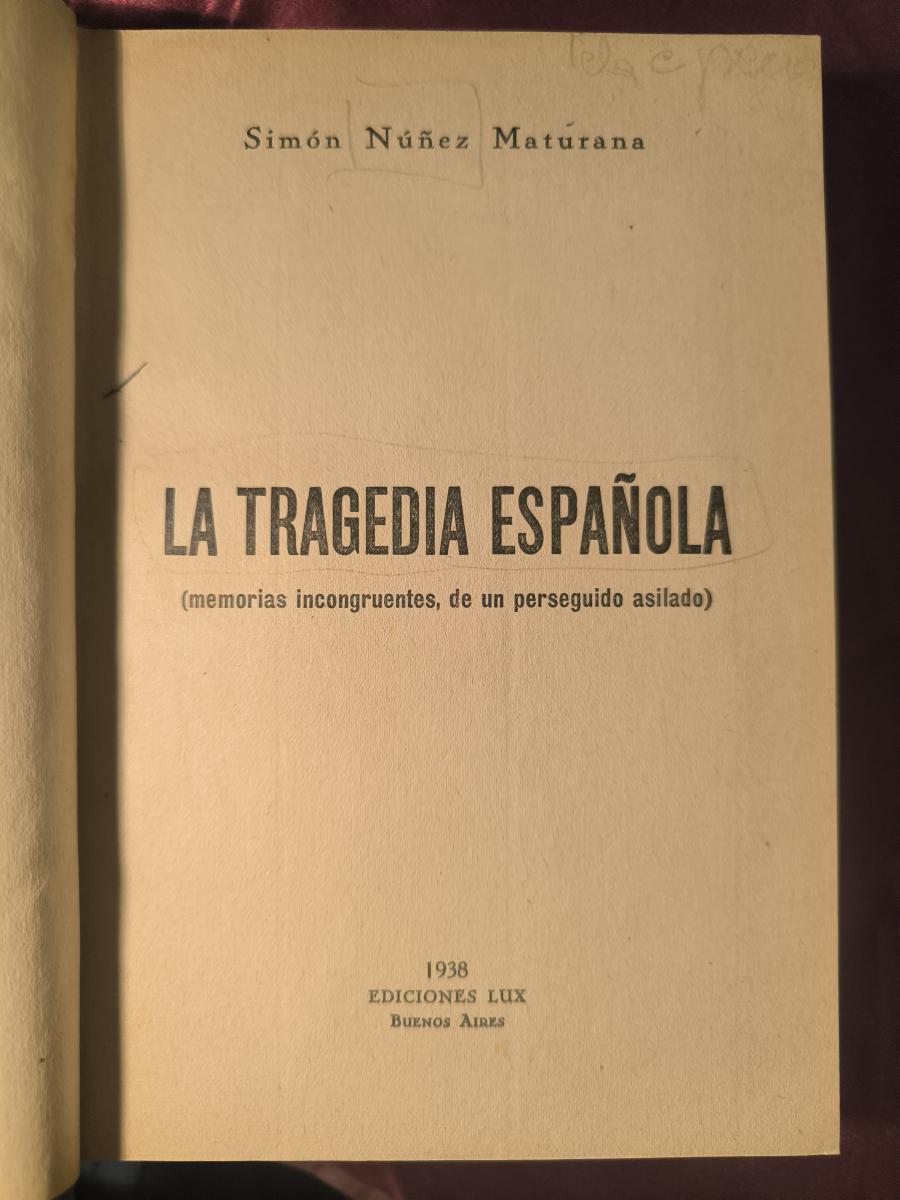 Simón Núñez Maturana
LA TRAGEDIA ESPAÑOLA
(memorias incongruentes, de un perseguido asilado)
1938
EDICIONES LUX
BUENOS AIRES